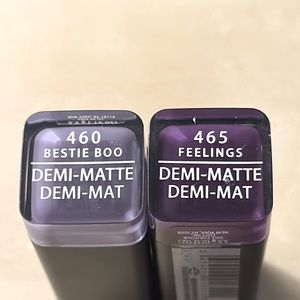 460
BESTIE BOO
DEMI-MATTE
DEMI-MAT
465
FEELINGS
DEMI-MATTE
DEMI-MAT